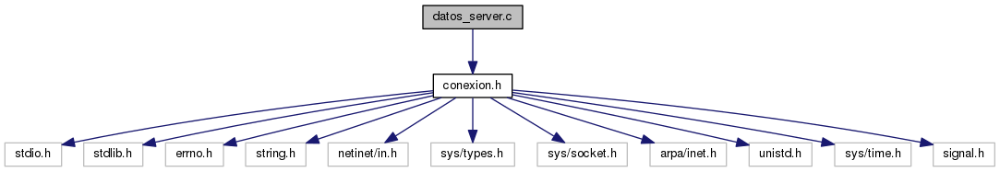 datos_server.c
conexion.h
stdio.h
stdlib.h
errno.h
string.h
netinet/in.h
sys/types.h
sys/socket.h
arpa/inet.h
unistd.h
sys/time.h
signal.h